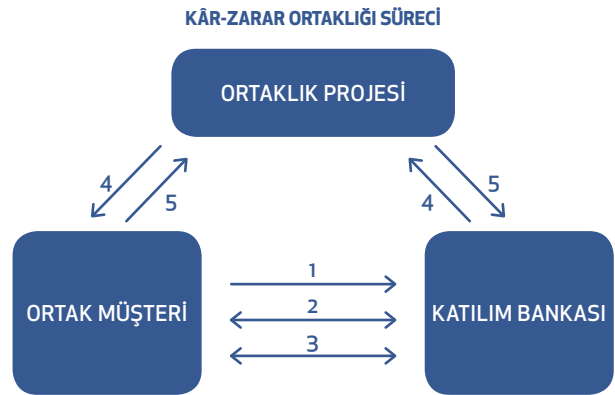 KÂR-ZARAR ORTAKLIĞI SÜRECİ
ORTAKLIK PROJESİ
4
5
5
4
ORTAK MÜŞTERİ
1
2
3
KATILIM BANKASI